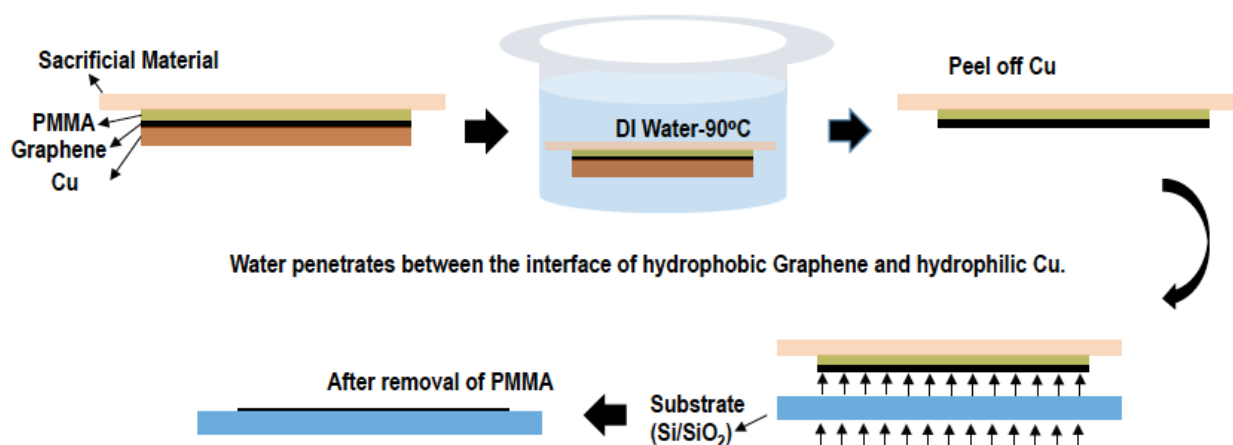 Sacrificial Material
PMMA
Graphene
Cu
DI Water-90ºC
Peel off Cu
Water penetrates between the interface of hydrophobic Graphene and hydrophilic Cu.
After removal of PMMA
Substrate
(Si/SiO₂)